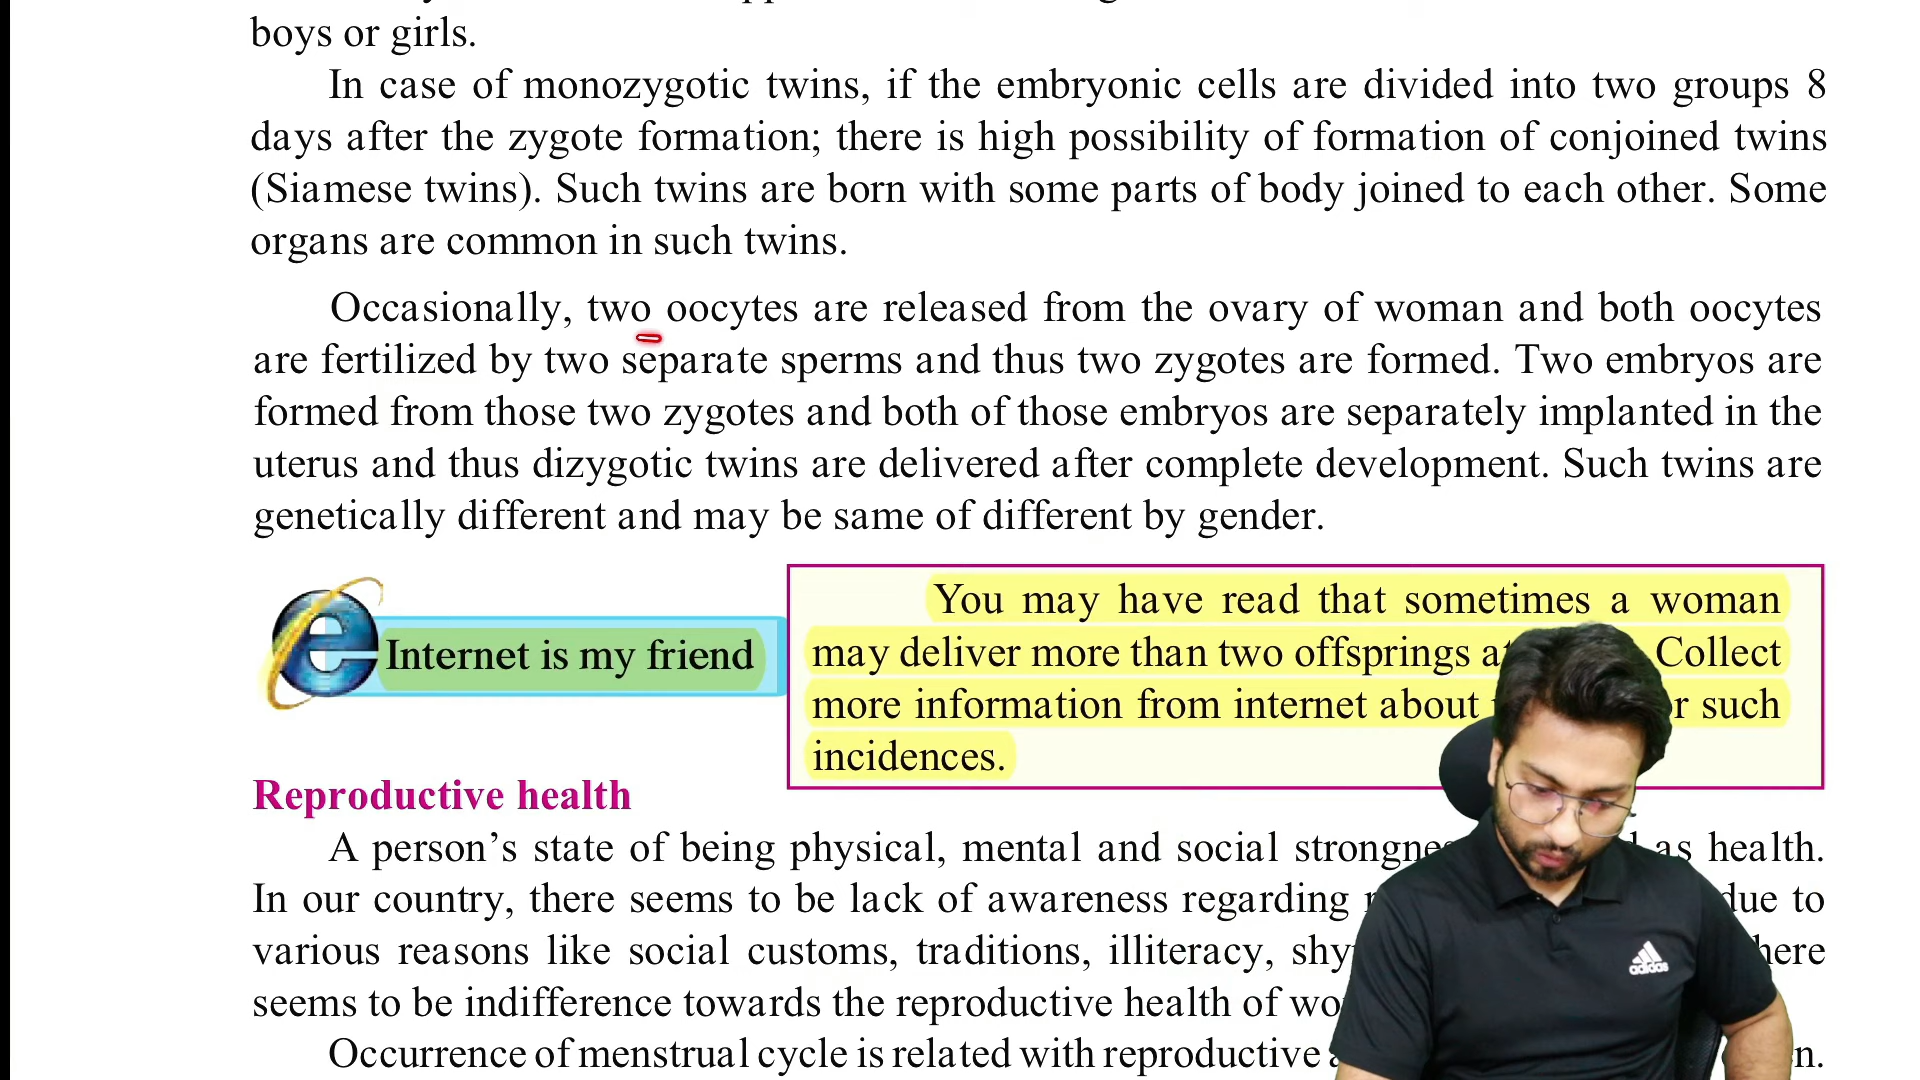 boys or girls.
In case of monozygotic twins, if the embryonic cells are divided into two groups 8
days after the zygote formation; there is high possibility of formation of conjoined twins
(Siamese twins). Such twins are born with some parts of body joined to each other. Some
organs are common in such twins.
Occasionally, two oocytes are released from the ovary of woman and both oocytes
are fertilized by two separate sperms and thus two zygotes are formed. Two embryos are
formed from those two zygotes and both of those embryos are separately implanted in the
uterus and thus dizygotic twins are delivered after complete development. Such twins are
genetically different and may be same of different by gender.
Internet is my friend
You may have read that sometimes a woman
may deliver more than two offsprings Collect
more information from internet about such
incidences.
Reproductive health
A person's state of being physical, mental and social as health.
In our country, there seems to be lack of awareness regarding due to
various reasons like social customs, traditions, illiteracy,
seems to be indifference towards the reproductive health of
Occurrence of menstrual cycle is related with reproductive
adidas